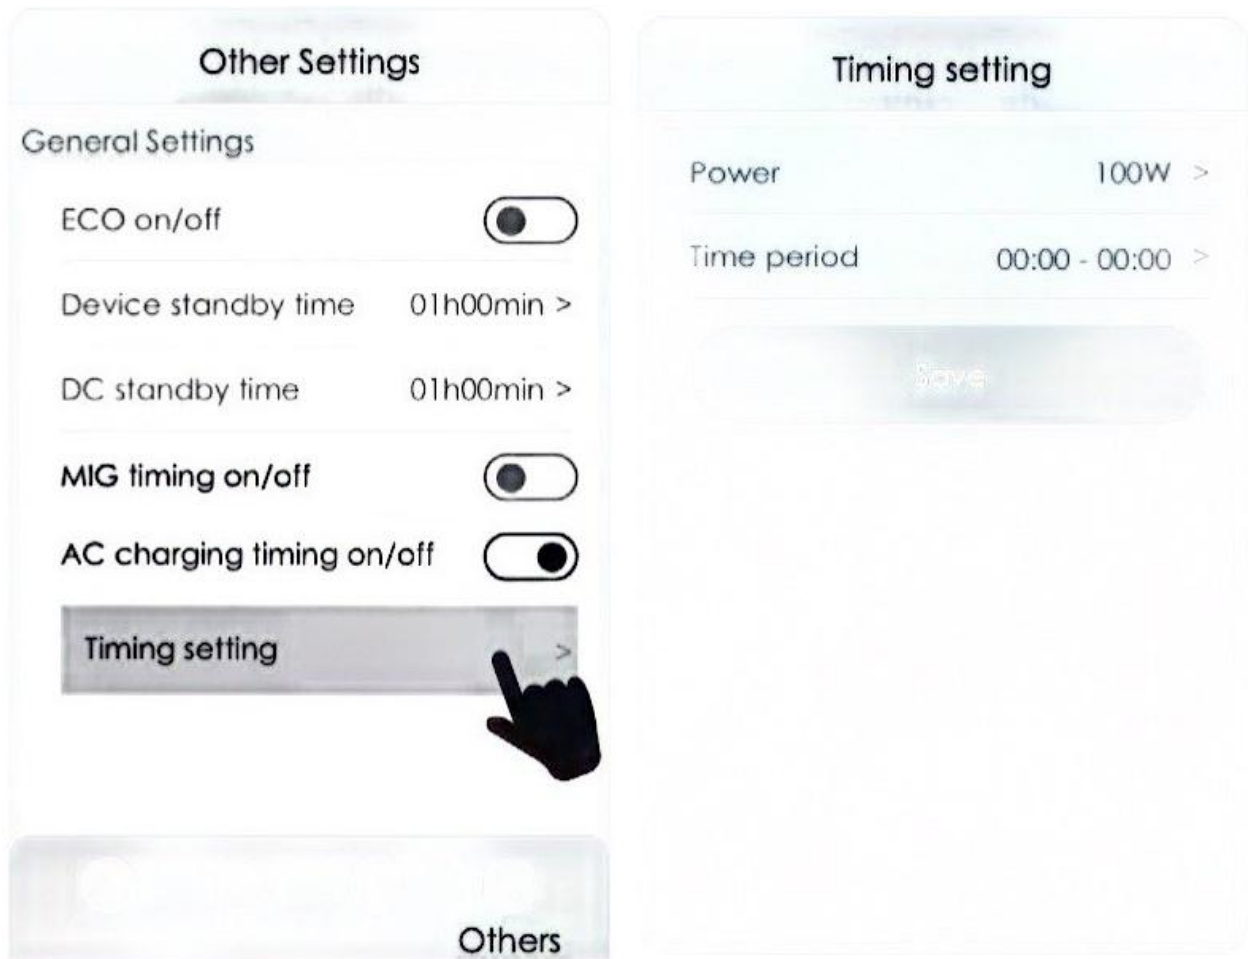 Other Settings
General Settings
ECO on/off
Device standby time 01h00min >
DC standby time 01h00min >
MIG timing on/off
AC charging timing on/off
Timing setting >
Others
Timing setting
Power 100W >
Time period 00:00 - 00:00 >
Save